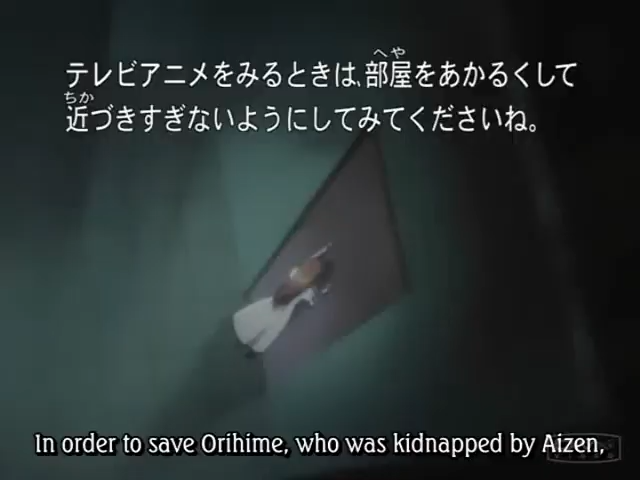 テレビアニメをみるときは、部屋をあかるくして
近づきすぎないようにしてみてくださいね。
In order to save Orihime, who was kidnapped by Aizen,